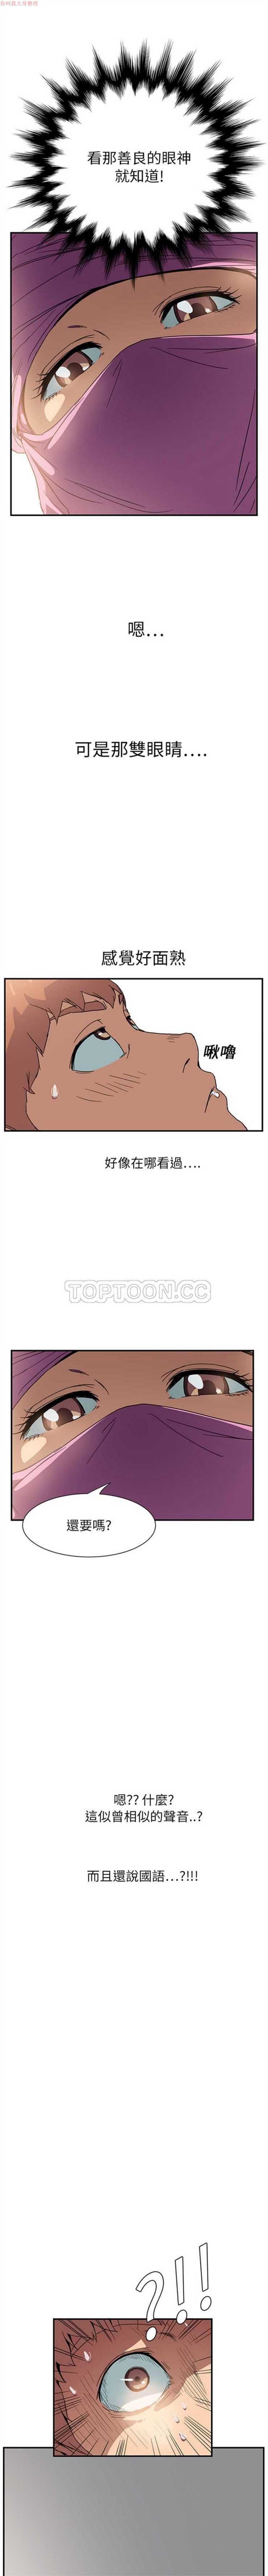 看那善良的眼神
就知道!
嗯...
可是那雙眼睛....
感覺好面熟
啾嚕
好像在哪看過....
TOPTOON.CC
還要嗎?
嗯?? 什麼?
這似曾相似的聲音..?
而且還說國語...?!!!
?!!